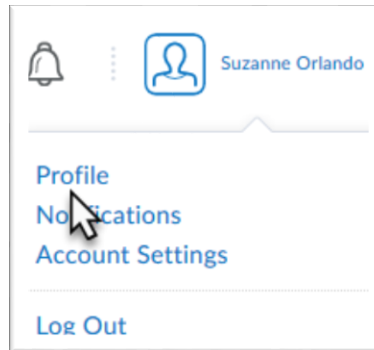 Suzanne Orlando
Profile
Notifications
Account Settings
Log Out